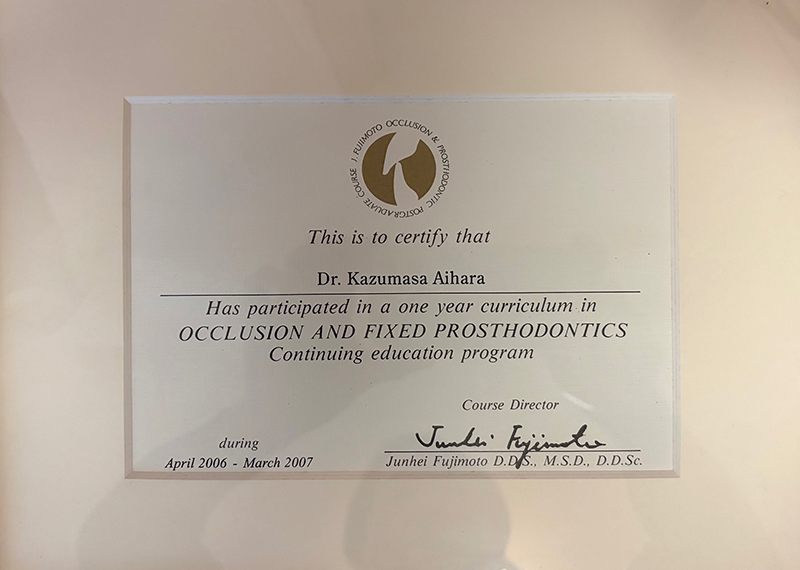 J. FUJIMOTO OCCLUSION & PROSTHODONTIC POSTGRADUATE COURSE
This is to certify that
Dr. Kazumasa Aihara
Has participated in a one year curriculum in
OCCLUSION AND FIXED PROSTHODONTICS
Continuing education program
Course Director
during
Junhei Fujimoto
April 2006 - March 2007
Junhei Fujimoto D.D.S., M.S.D., D.D.Sc.